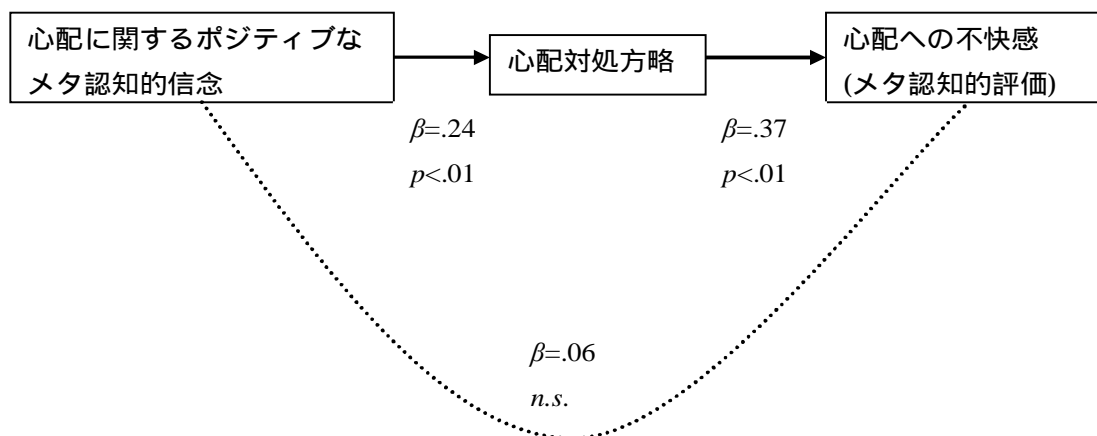 心配に関するポジティブな
メタ認知的信念
心配対処方略
心配への不快感
(メタ認知的評価)
β=.24
p<.01
β=.37
p<.01
β=.06
n.s.